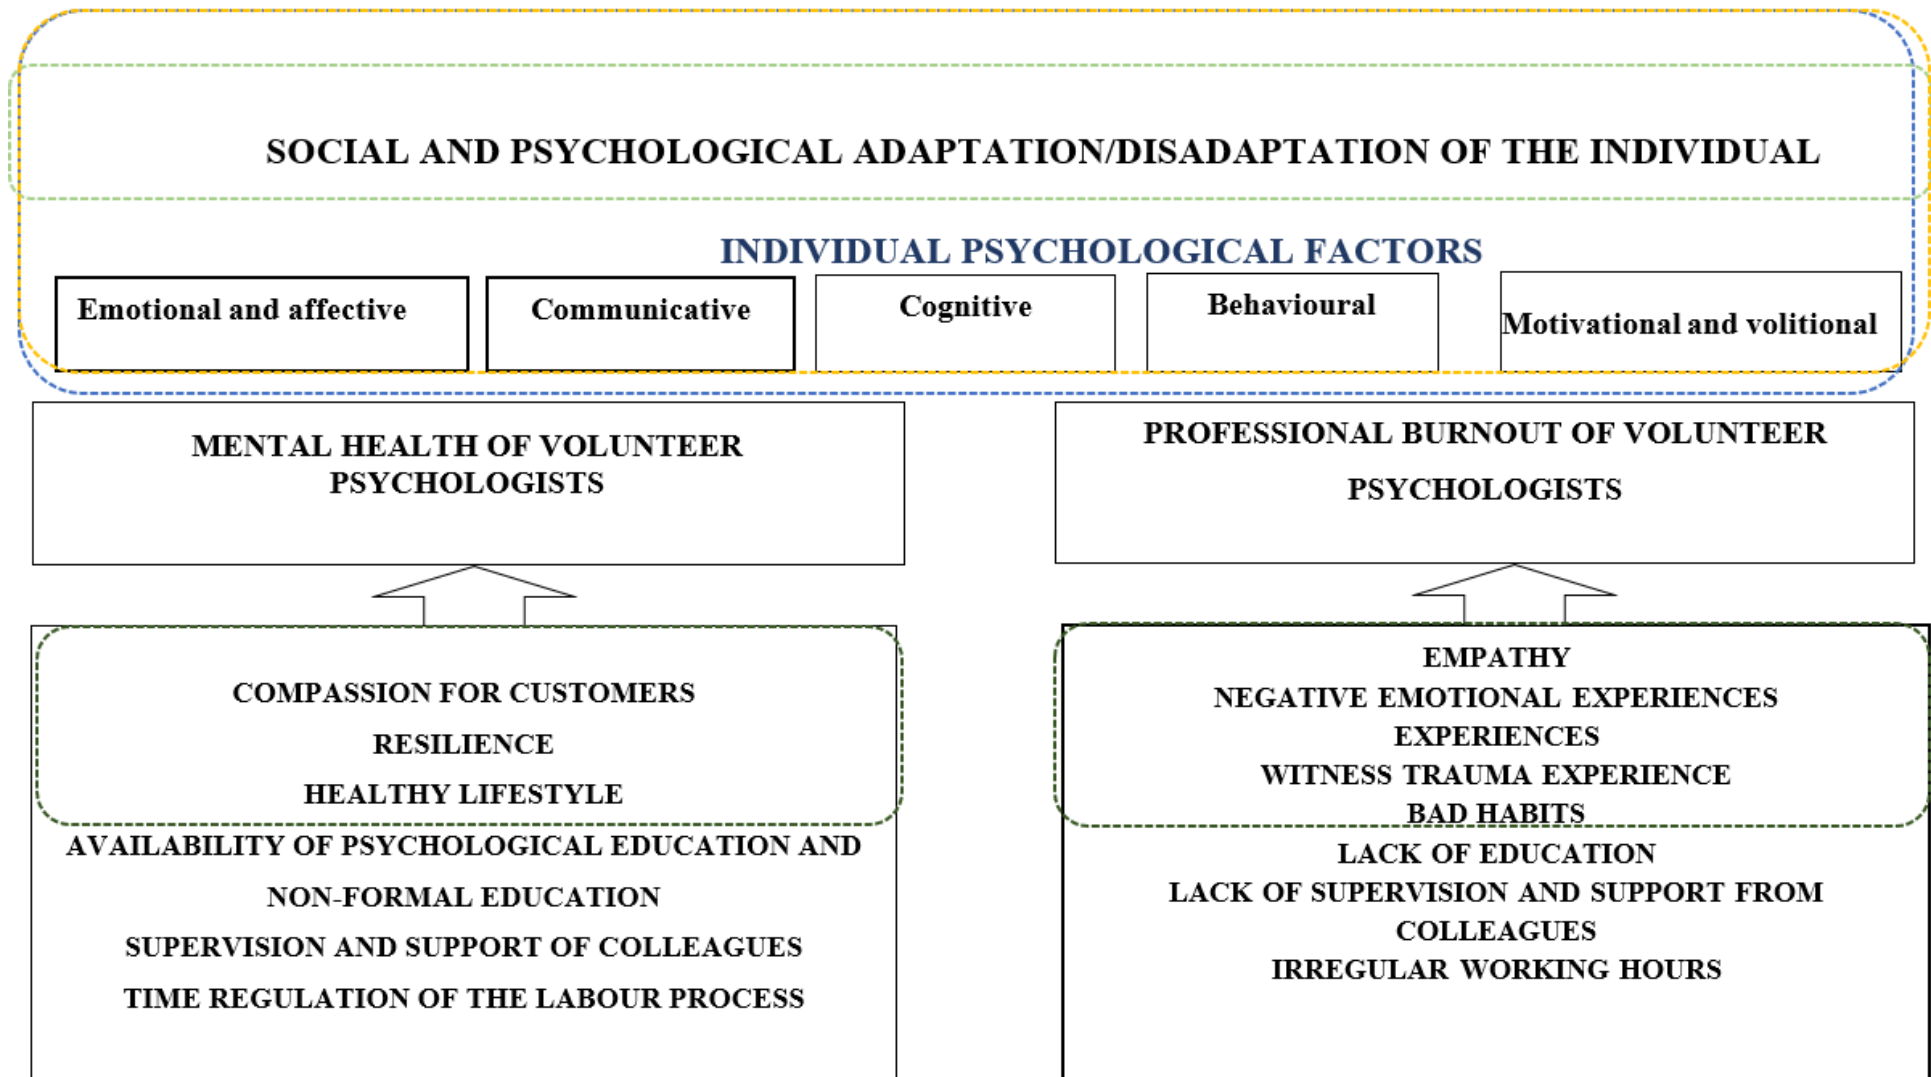 SOCIAL AND PSYCHOLOGICAL ADAPTATION/DISADAPTATION OF THE INDIVIDUAL
INDIVIDUAL PSYCHOLOGICAL FACTORS
Emotional and affective
Communicative
Cognitive
Behavioural
Motivational and volitional
MENTAL HEALTH OF VOLUNTEER
PSYCHOLOGISTS
PROFESSIONAL BURNOUT OF VOLUNTEER
PSYCHOLOGISTS
COMPASSION FOR CUSTOMERS
RESILIENCE
HEALTHY LIFESTYLE
AVAILABILITY OF PSYCHOLOGICAL EDUCATION AND
NON-FORMAL EDUCATION
SUPERVISION AND SUPPORT OF COLLEAGUES
TIME REGULATION OF THE LABOUR PROCESS
EMPATHY
NEGATIVE EMOTIONAL EXPERIENCES
EXPERIENCES
WITNESS TRAUMA EXPERIENCE
BAD HABITS
LACK OF EDUCATION
LACK OF SUPERVISION AND SUPPORT FROM
COLLEAGUES
IRREGULAR WORKING HOURS